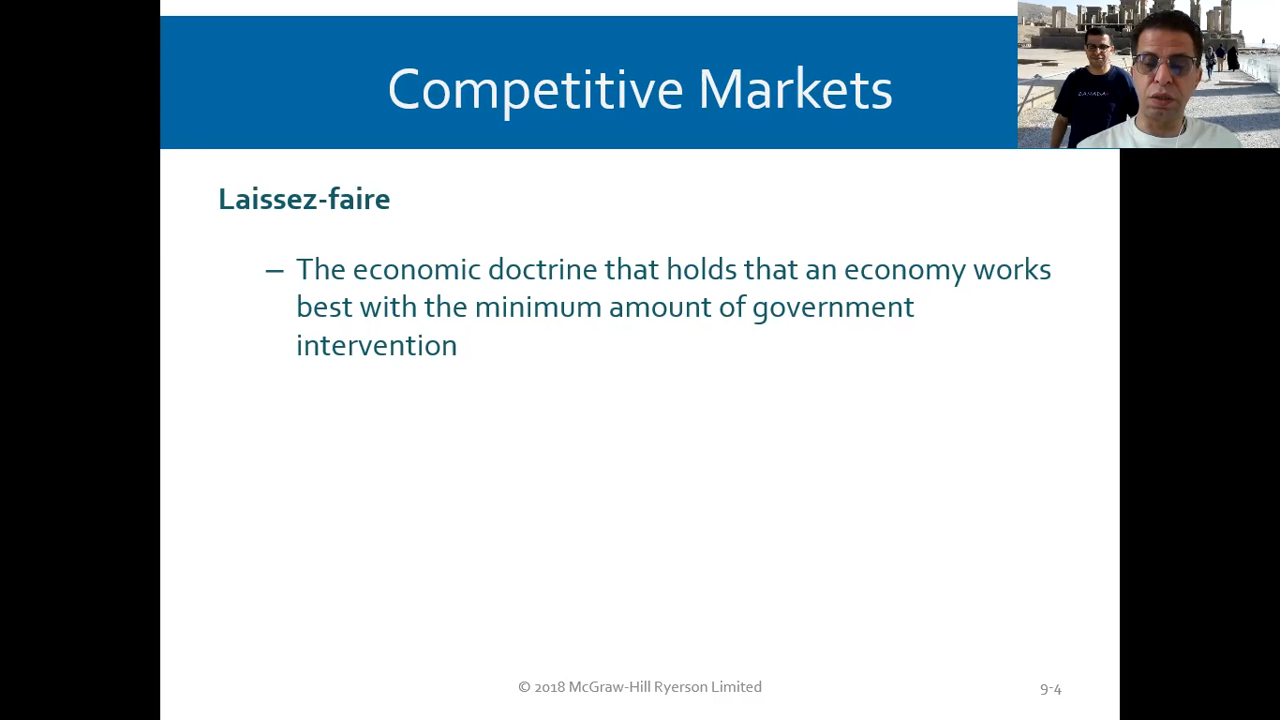 Competitive Markets
Laissez-faire
– The economic doctrine that holds that an economy works
best with the minimum amount of government
intervention
© 2018 McGraw-Hill Ryerson Limited
9-4